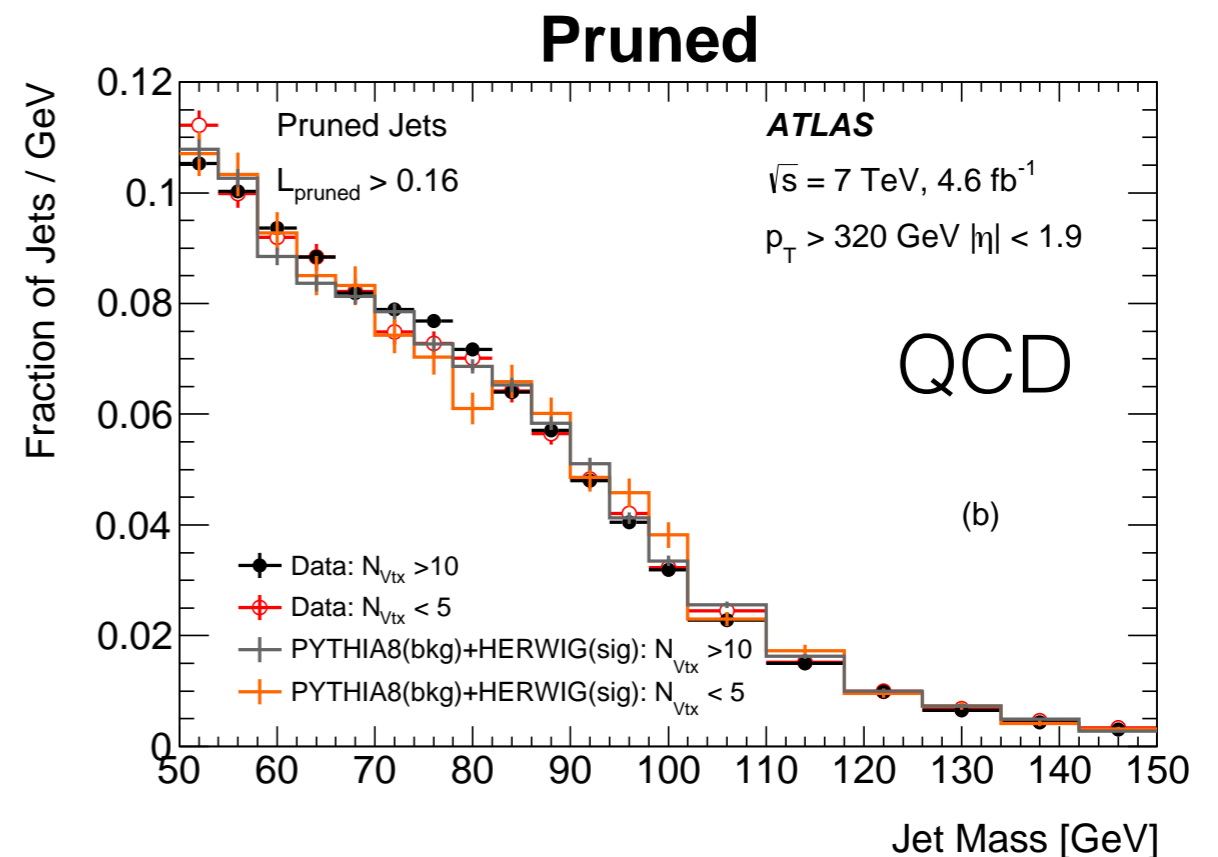 Pruned
Fraction of Jets / GeV
0.12
0.1
0.08
0.06
0.04
0.02
0
Pruned Jets
L_pruned > 0.16
ATLAS
√s = 7 TeV, 4.6 fb⁻¹
p_T > 320 GeV |η| < 1.9
QCD
(b)
Data: N_Vtx >10
Data: N_Vtx < 5
PYTHIA8(bkg)+HERWIG(sig): N_Vtx >10
PYTHIA8(bkg)+HERWIG(sig): N_Vtx < 5
50 60 70 80 90 100 110 120 130 140 150
Jet Mass [GeV]